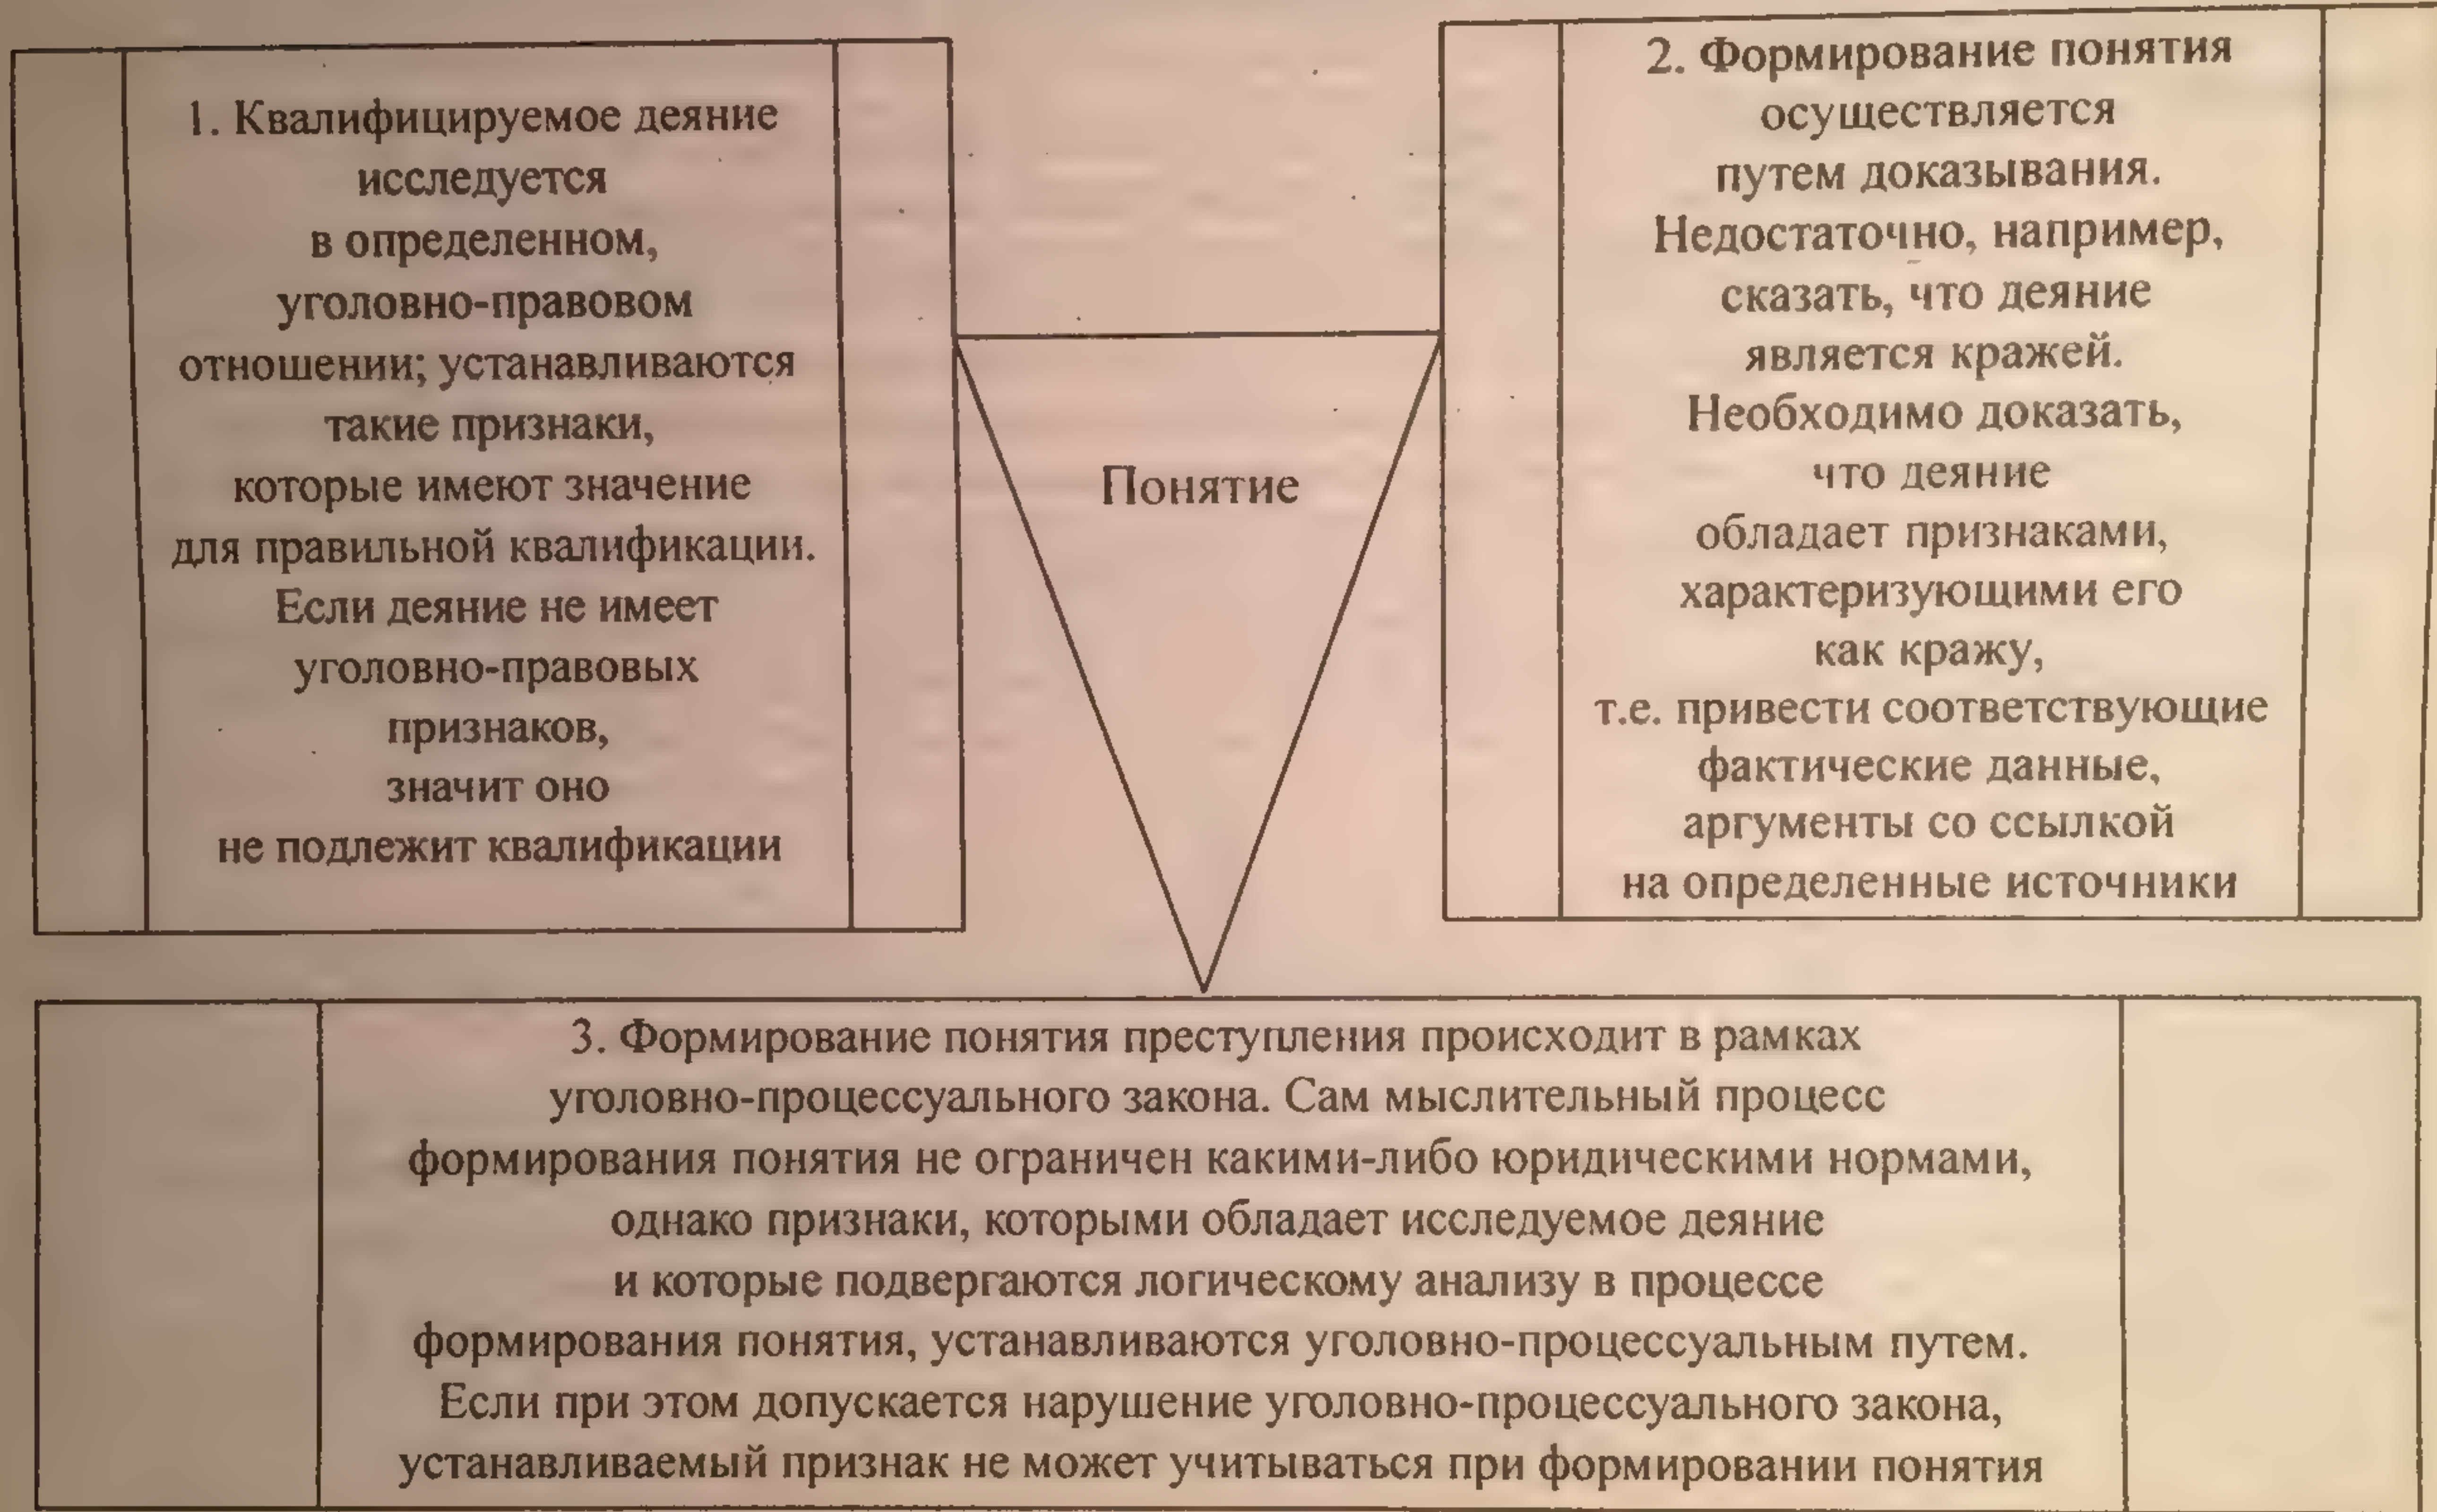 1. Квалифицируемое деяние
исследуется
в определенном,
уголовно-правовом
отношении; устанавливаются
такие признаки,
которые имеют значение
для правильной квалификации.
Если деяние не имеет
уголовно-правовых
признаков,
значит оно
не подлежит квалификации
Понятие
2. Формирование понятия
осуществляется
путем доказывания.
Недостаточно, например,
сказать, что деяние
является кражей.
Необходимо доказать,
что деяние
обладает признаками,
характеризующими его
как кражу,
т.е. привести соответствующие
фактические данные,
аргументы со ссылкой
на определенные источники
3. Формирование понятия преступления происходит в рамках
уголовно-процессуального закона. Сам мыслительный процесс
формирования понятия не ограничен какими-либо юридическими нормами,
однако признаки, которыми обладает исследуемое деяние
и которые подвергаются логическому анализу в процессе
формирования понятия, устанавливаются уголовно-процессуальным путем.
Если при этом допускается нарушение уголовно-процессуального закона,
устанавливаемый признак не может учитываться при формировании понятия